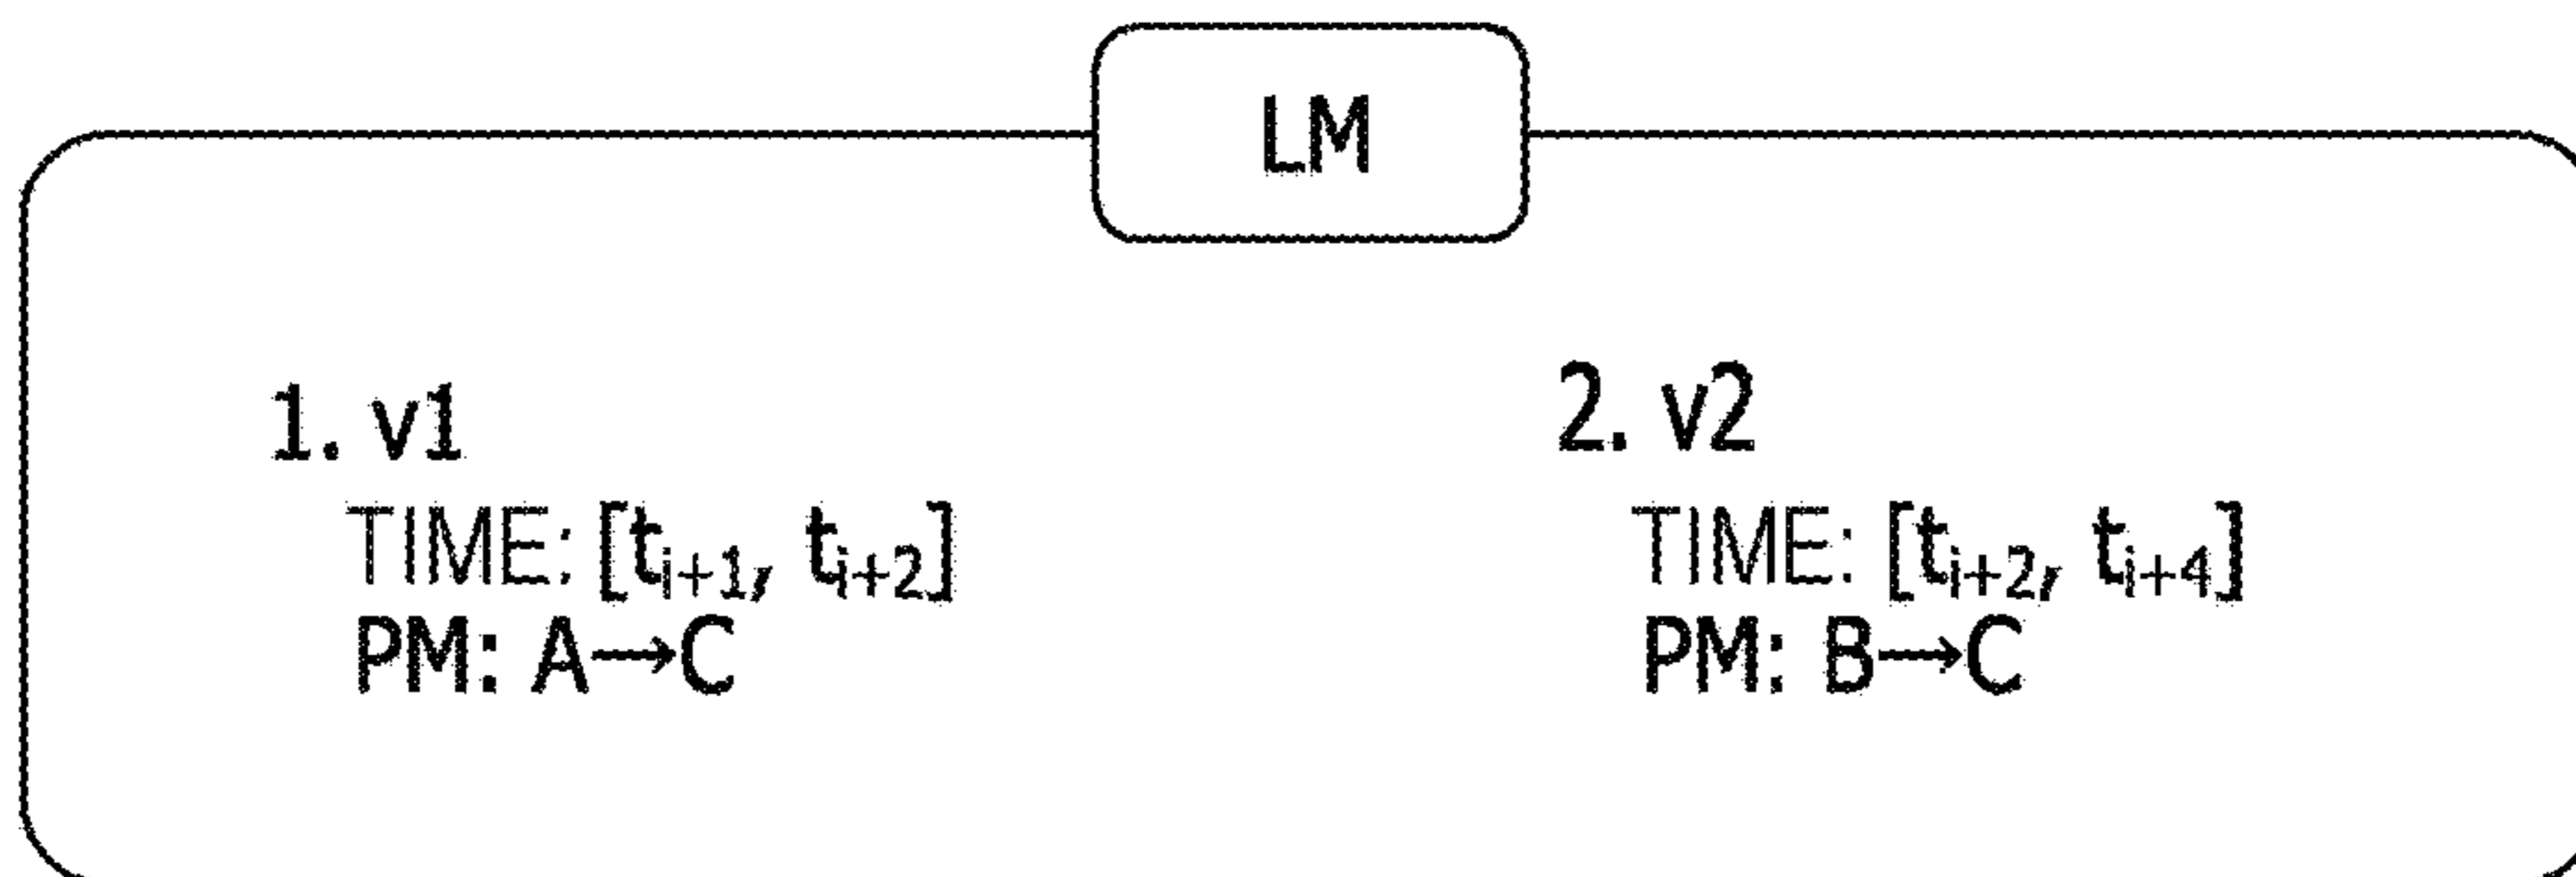 LM
1. v1
TIME: [tᵢ₊₁, tᵢ₊₂]
PM: A→C
2. v2
TIME: [tᵢ₊₂, tᵢ₊₄]
PM: B→C